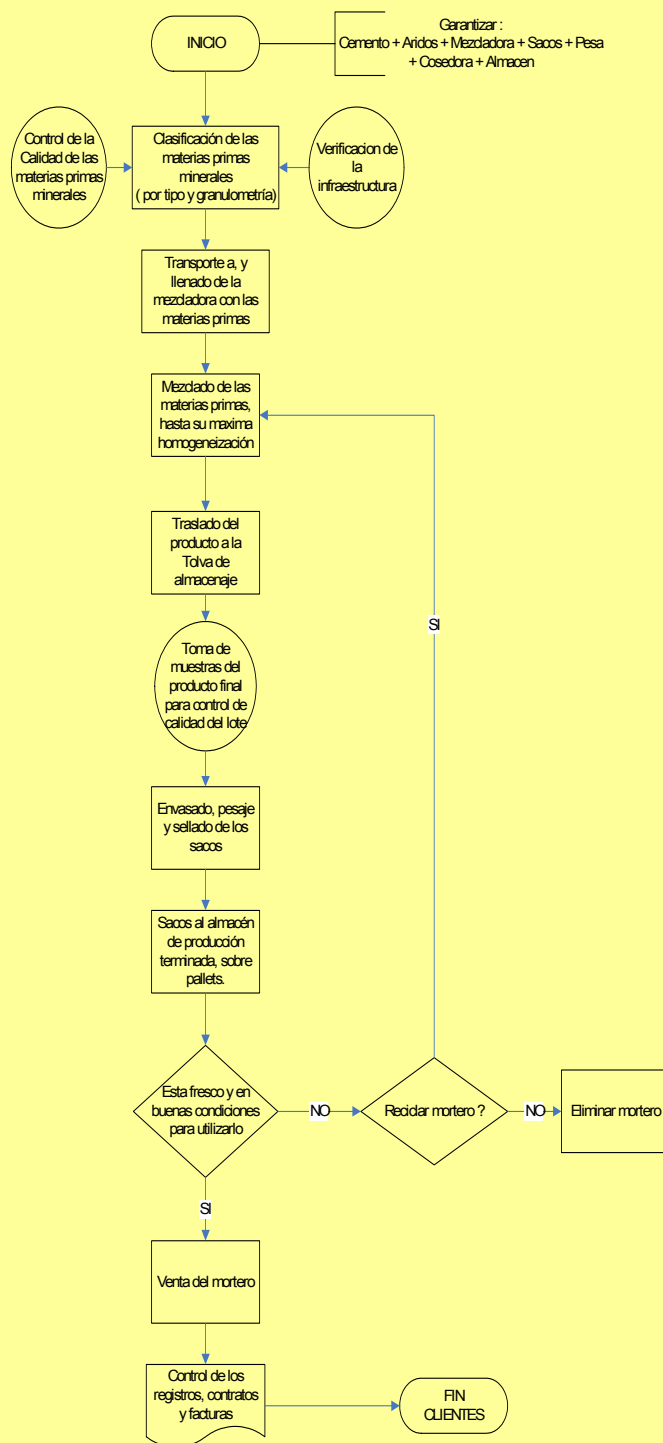 INICIO
Garantizar :
Cemento + Aridos + Mezcladora + Sacos + Pesa
+ Cosedora + Almacen
Control de la
Calidad de las
materias primas
minerales
Clasificación de las
materias primas
minerales
( por tipo y granulometría)
Verificacion de
la
infraestructura
Transporte a, y
llenado de la
mezcladora con las
materias primas
Mezclado de las
materias primas,
hasta su maxima
homogeneización
Traslado del
producto a la
Tolva de
almacenaje
SI
Toma de
muestras del
producto final
para control de
calidad del lote
Envasado, pesaje
y sellado de los
sacos
Sacos al almacén
de producción
terminada, sobre
pallets.
Esta fresco y en
buenas condiciones
para utilizarlo
NO
Reciclar mortero ?
NO
Eliminar mortero
SI
Venta del mortero
Control de los
registros, contratos
y facturas
FIN
CLIENTES